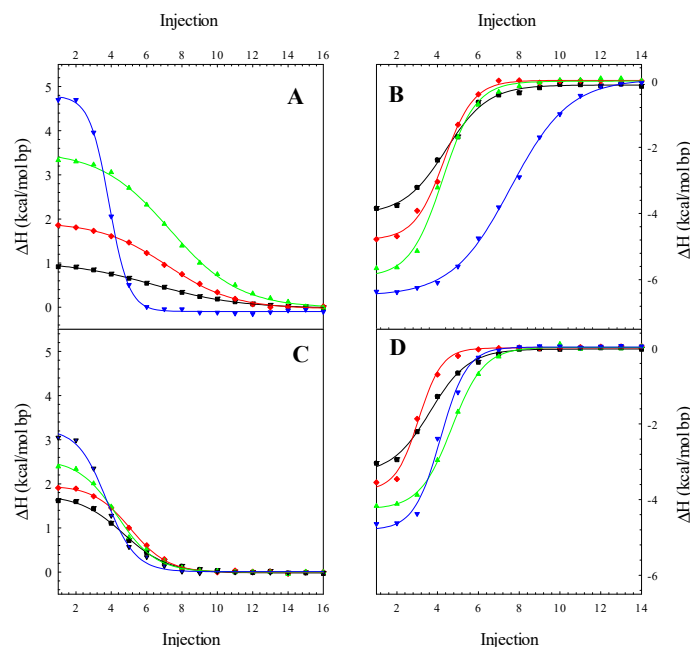 Injection Injection
0 2 4 6 8 10 12 14 16 2 4 6 8 10 12 14
A B
5 0
4 -2
3
2 -4
1
0 -6
ΔH (kcal/mol bp) ΔH (kcal/mol bp)
C D
5 0
4 -2
3
2 -4
1
0 -6
ΔH (kcal/mol bp) ΔH (kcal/mol bp)
2 4 6 8 10 12 14 16 2 4 6 8 10 12 14
Injection Injection